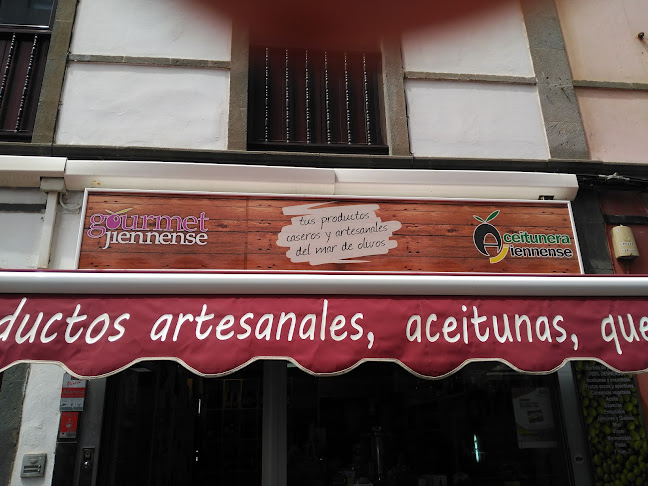 gourmet
jiennense
tus productos
caseros y artesanales
del mar de olivos
Aceitunera
Jiennense
ductos artesanales, aceitunas, que